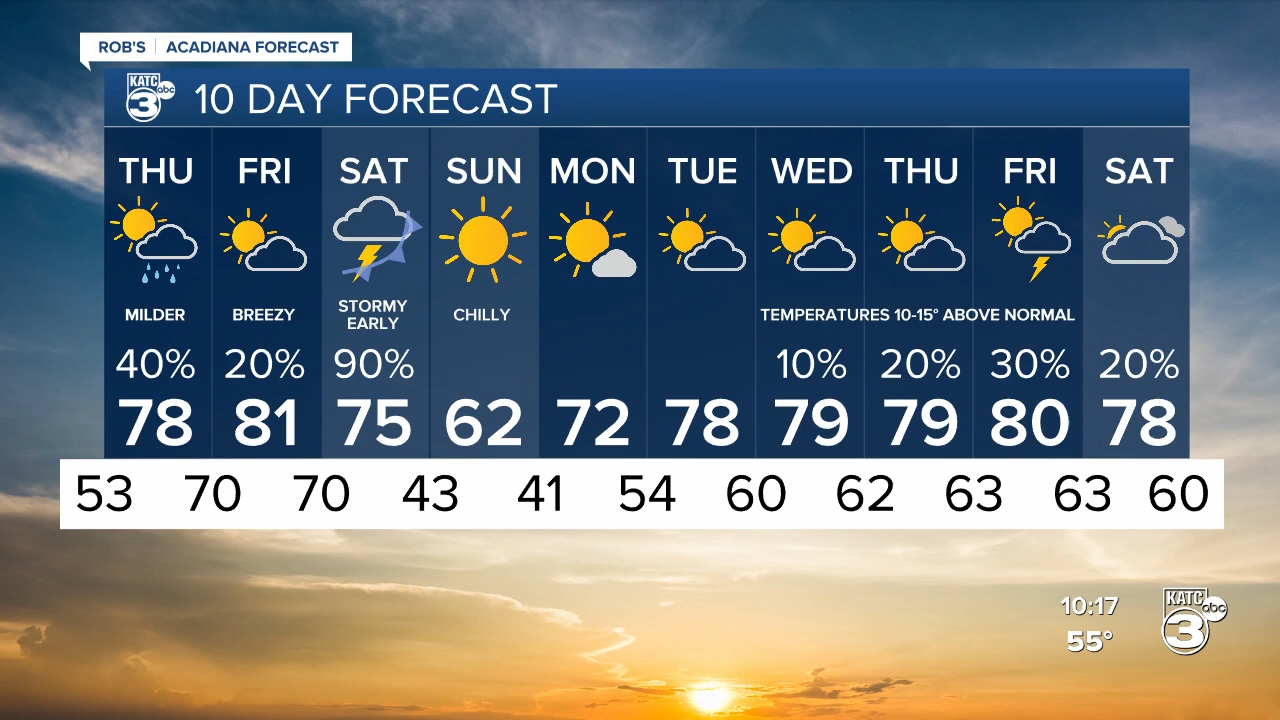 ROB'S ACADIANA FORECAST
KATC 3 abc 10 DAY FORECAST
THU FRI SAT SUN MON TUE WED THU FRI SAT
MILDER BREEZY STORMY EARLY CHILLY TEMPERATURES 10-15° ABOVE NORMAL
40% 20% 90% 10% 20% 30% 20%
78 81 75 62 72 78 79 79 80 78
53 70 70 43 41 54 60 62 63 63 60
10:17
55°
KATC 3 abc